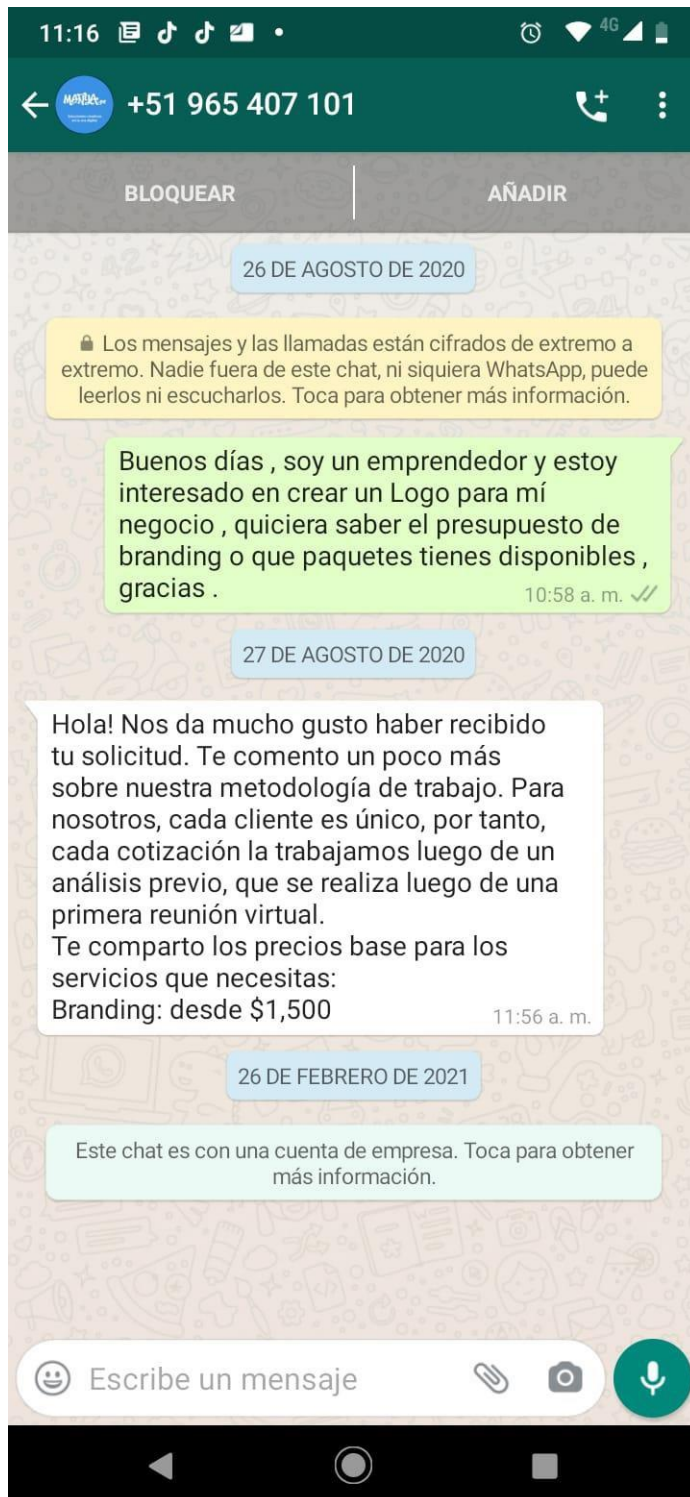 11:16
4G
+51 965 407 101
BLOQUEAR
AÑADIR
26 DE AGOSTO DE 2020
Los mensajes y las llamadas están cifrados de extremo a
extremo. Nadie fuera de este chat, ni siquiera WhatsApp, puede
leerlos ni escucharlos. Toca para obtener más información.
Buenos días , soy un emprendedor y estoy
interesado en crear un Logo para mí
negocio , quiciera saber el presupuesto de
branding o que paquetes tienes disponibles ,
gracias .
10:58 a. m.
27 DE AGOSTO DE 2020
Hola! Nos da mucho gusto haber recibido
tu solicitud. Te comento un poco más
sobre nuestra metodología de trabajo. Para
nosotros, cada cliente es único, por tanto,
cada cotización la trabajamos luego de un
análisis previo, que se realiza luego de una
primera reunión virtual.
Te comparto los precios base para los
servicios que necesitas:
Branding: desde $1,500
11:56 a. m.
26 DE FEBRERO DE 2021
Este chat es con una cuenta de empresa. Toca para obtener
más información.
Escribe un mensaje